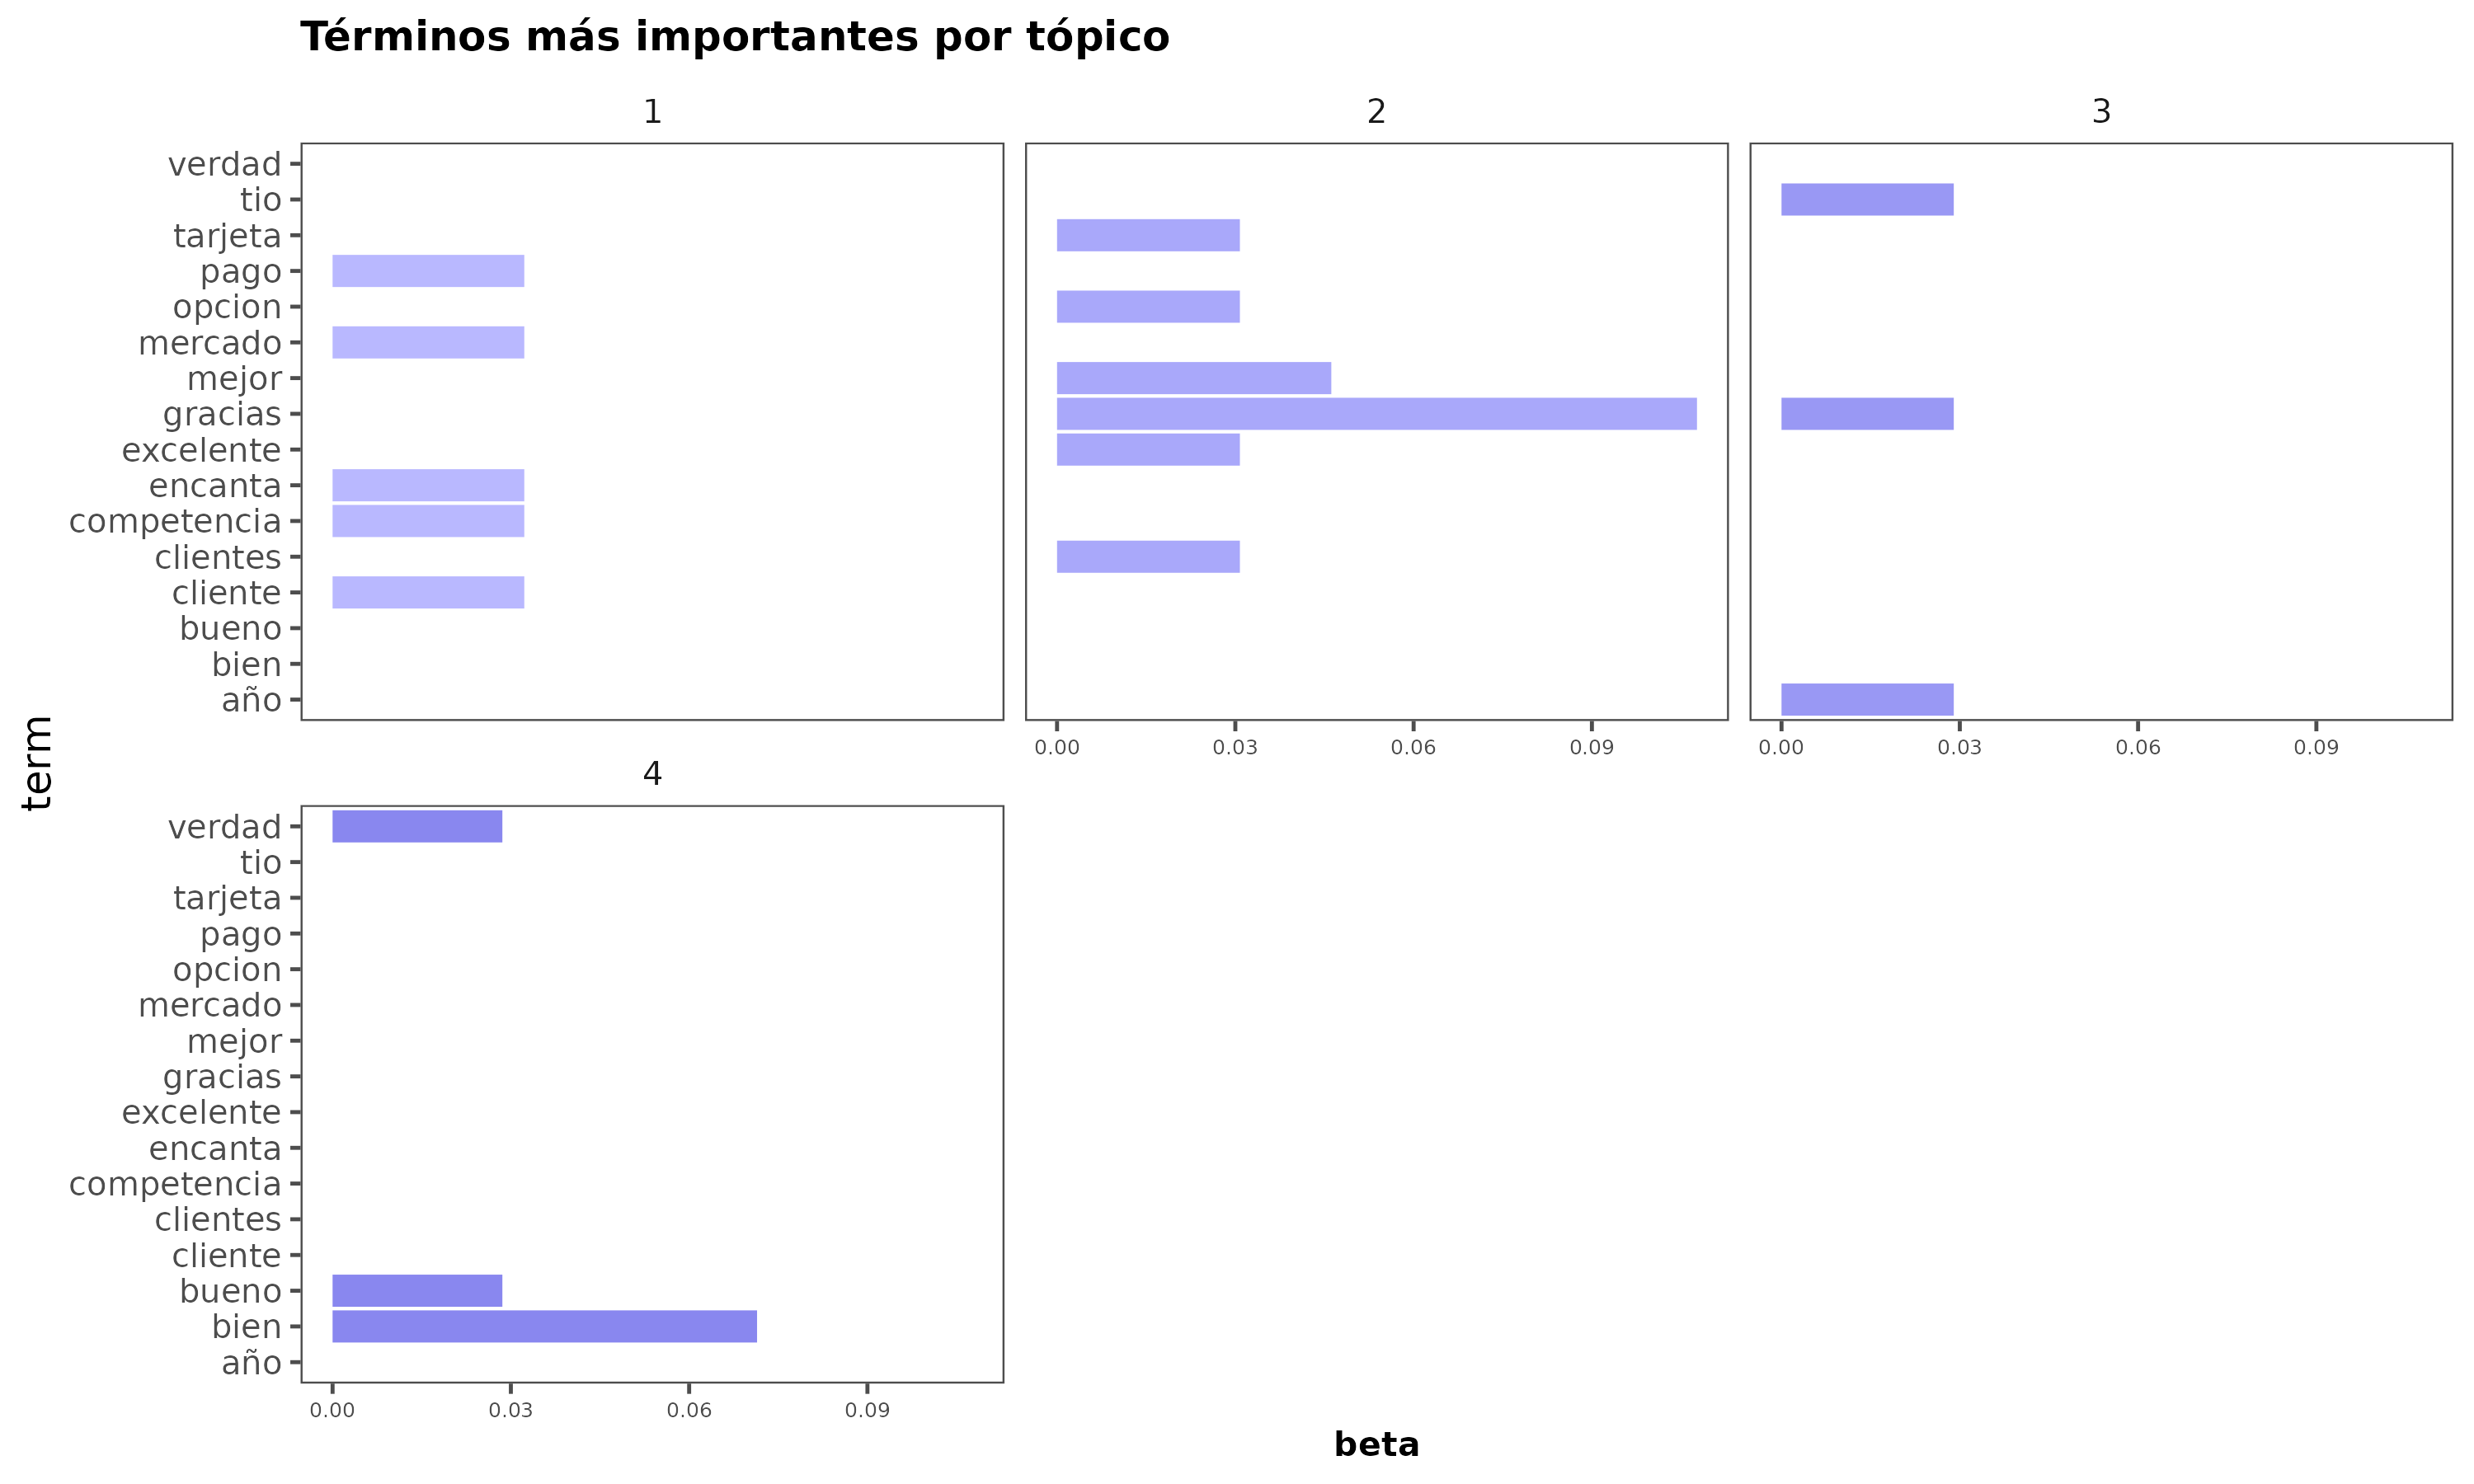 Términos más importantes por tópico
1
2
3
verdad
tio
tarjeta
pago
opcion
mercado
mejor
gracias
excelente
encanta
competencia
clientes
cliente
bueno
bien
año
0.00 0.03 0.06 0.09
0.00 0.03 0.06 0.09
term
4
verdad
tio
tarjeta
pago
opcion
mercado
mejor
gracias
excelente
encanta
competencia
clientes
cliente
bueno
bien
año
0.00 0.03 0.06 0.09
beta